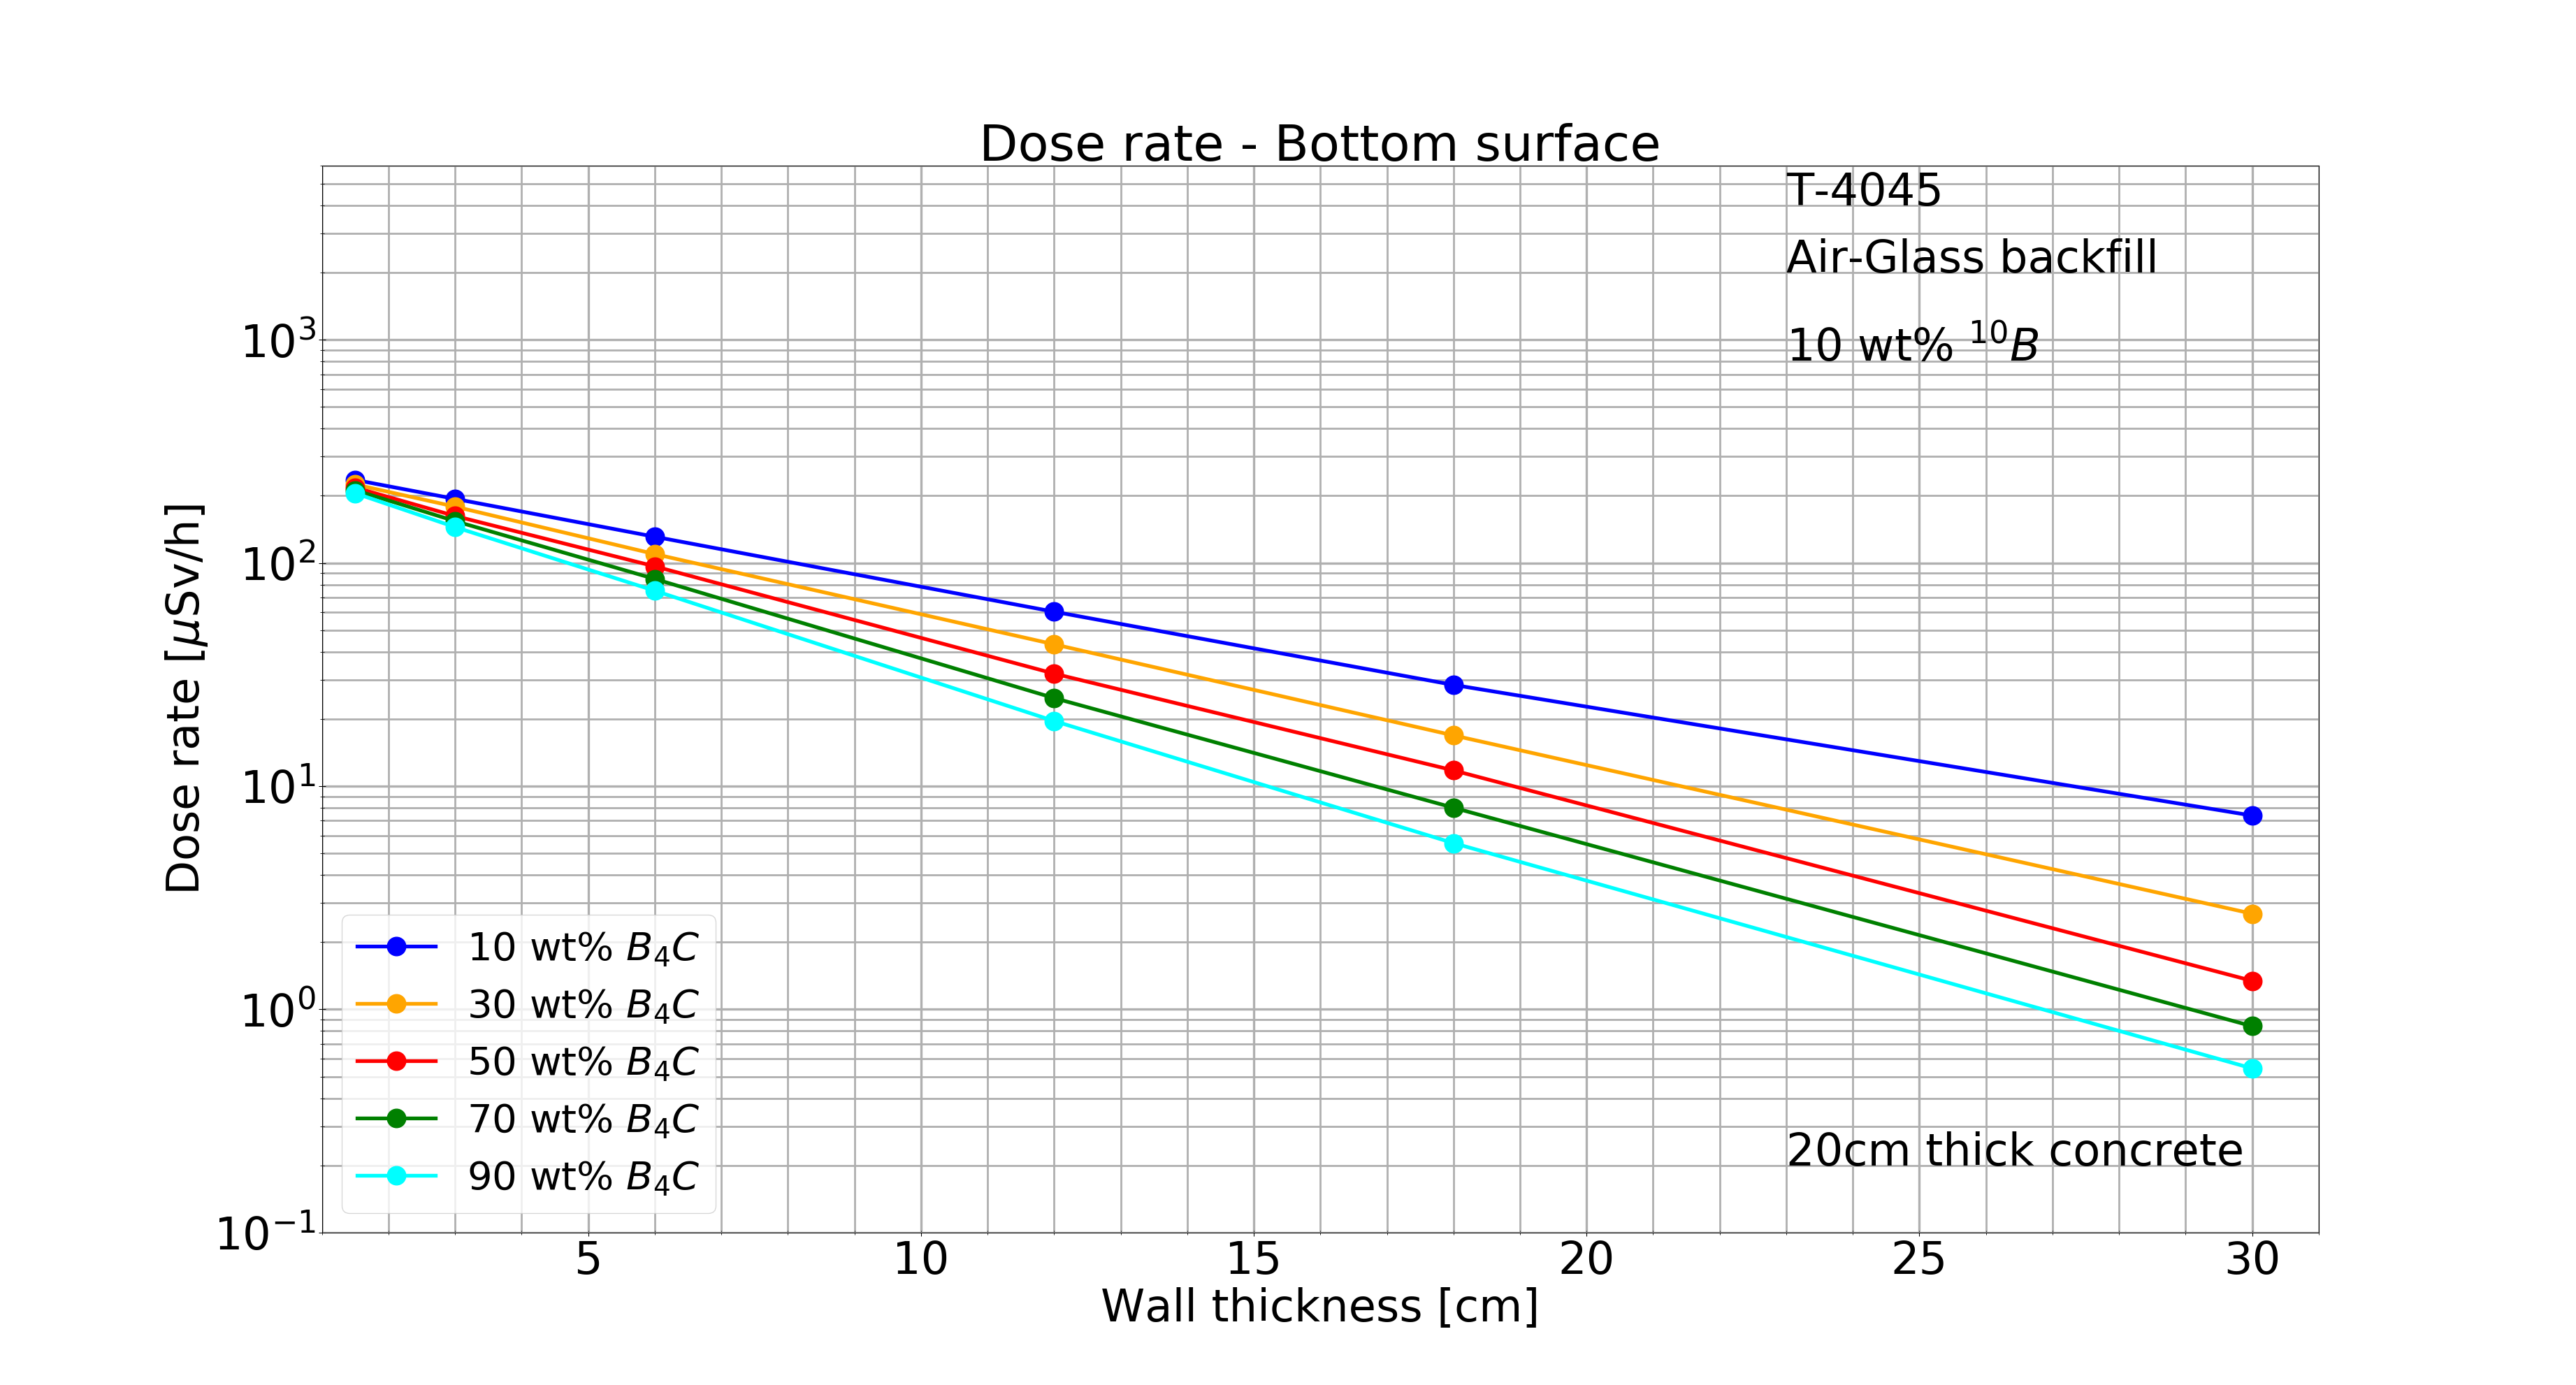 Dose rate - Bottom surface
T-4045
Air-Glass backfill
10 wt% ¹⁰B
10³
10²
10¹
10⁰
10⁻¹
Dose rate [μSv/h]
10 wt% B₄C
30 wt% B₄C
50 wt% B₄C
70 wt% B₄C
90 wt% B₄C
20cm thick concrete
5 10 15 20 25 30
Wall thickness [cm]